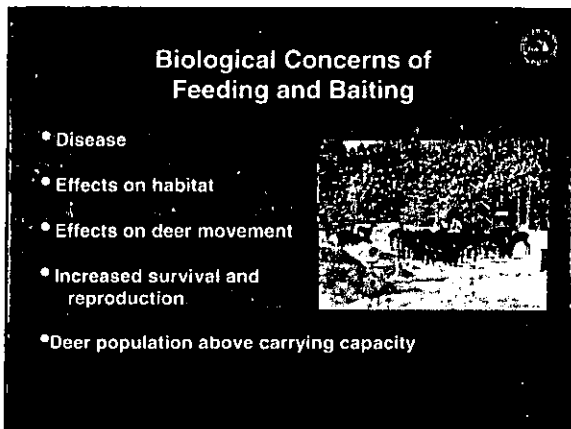 Biological Concerns of
Feeding and Baiting
• Disease
• Effects on habitat
• Effects on deer movement
• Increased survival and
reproduction
• Deer population above carrying capacity